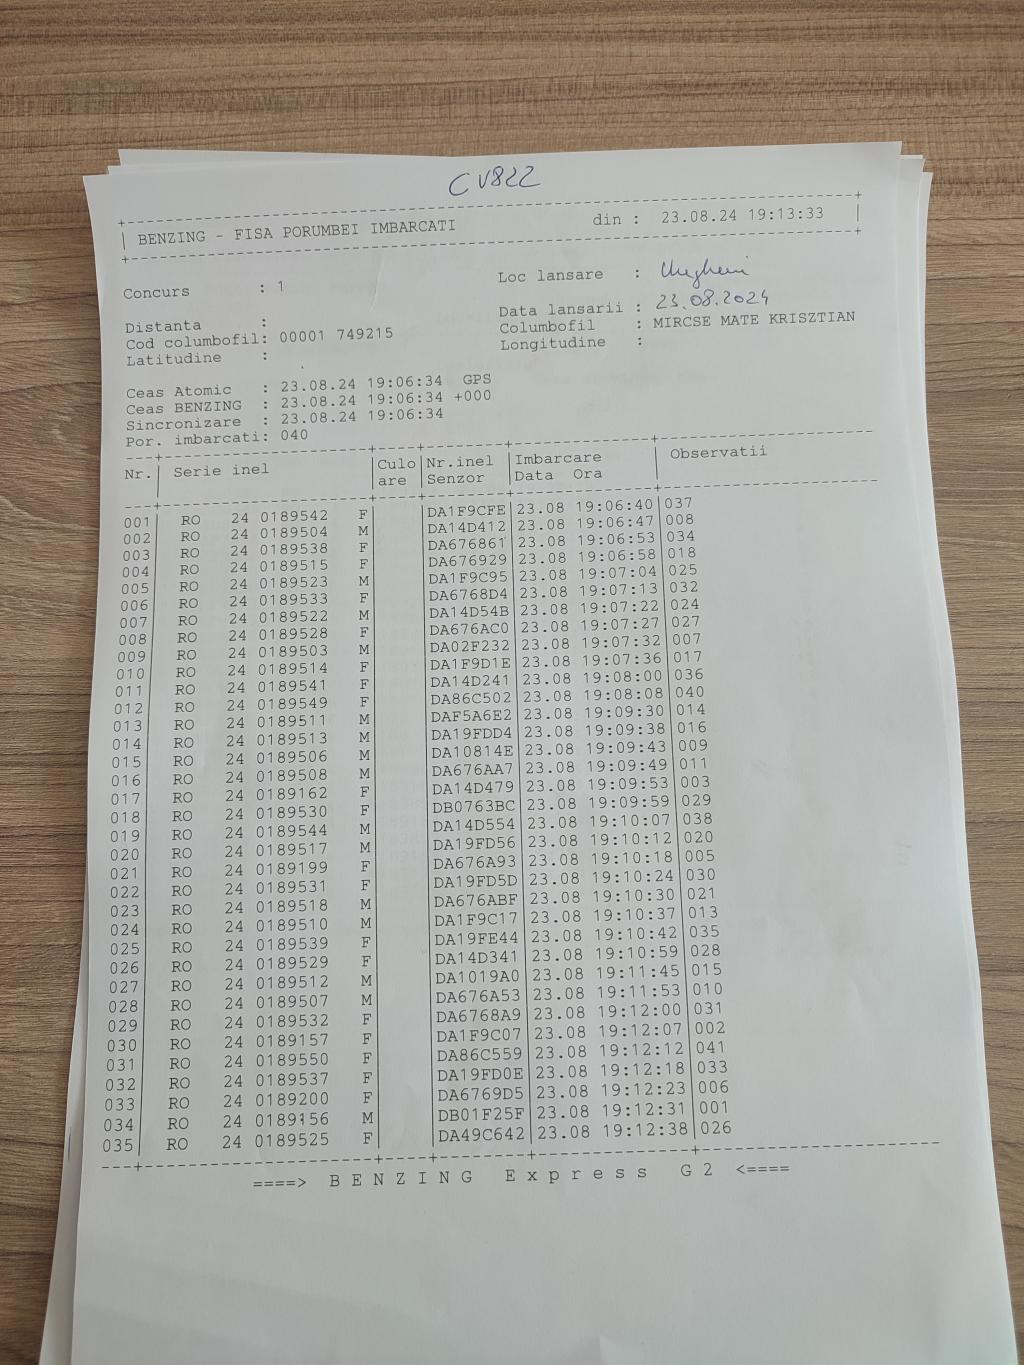 CV822
BENZING - FISA PORUMBEI IMBARCATI din : 23.08.24 19:13:33
Concurs : 1 Loc lansare : Ungheni
Distanta : Data lansarii : 23.08.2024
Cod columbofil: 00001 749215 Columbofil : MIRCSE MATE KRISZTIAN
Latitudine : Longitudine :
Ceas Atomic : 23.08.24 19:06:34 GPS
Ceas BENZING : 23.08.24 19:06:34 +000
Sincronizare : 23.08.24 19:06:34
Por. imbarcati: 040
Nr. Serie inel Culo Nr.inel Imbarcare Observatii
are Senzor Data Ora
001 RO 24 0189542 F DA1F9CFE 23.08 19:06:40 037
002 RO 24 0189504 M DA14D412 23.08 19:06:47 008
003 RO 24 0189538 F DA676861 23.08 19:06:53 034
004 RO 24 0189515 F DA676929 23.08 19:06:58 018
005 RO 24 0189523 M DA1F9C95 23.08 19:07:04 025
006 RO 24 0189533 F DA6768D4 23.08 19:07:13 032
007 RO 24 0189522 M DA14D54B 23.08 19:07:22 024
008 RO 24 0189528 F DA676AC0 23.08 19:07:27 027
009 RO 24 0189503 M DA02F232 23.08 19:07:32 007
010 RO 24 0189514 F DA1F9D1E 23.08 19:07:36 017
011 RO 24 0189541 F DA14D241 23.08 19:08:00 036
012 RO 24 0189549 F DA86C502 23.08 19:08:08 040
013 RO 24 0189511 M DAF5A6E2 23.08 19:09:30 014
014 RO 24 0189513 M DA19FDD4 23.08 19:09:38 016
015 RO 24 0189506 M DA10814E 23.08 19:09:43 009
016 RO 24 0189508 M DA676AA7 23.08 19:09:49 011
017 RO 24 0189162 F DA14D479 23.08 19:09:53 003
018 RO 24 0189530 F DB0763BC 23.08 19:09:59 029
019 RO 24 0189544 M DA14D554 23.08 19:10:07 038
020 RO 24 0189517 M DA19FD56 23.08 19:10:12 020
021 RO 24 0189199 F DA676A93 23.08 19:10:18 005
022 RO 24 0189531 F DA19FD5D 23.08 19:10:24 030
023 RO 24 0189518 M DA676ABF 23.08 19:10:30 021
024 RO 24 0189510 M DA1F9C17 23.08 19:10:37 013
025 RO 24 0189539 F DA19FE44 23.08 19:10:42 035
026 RO 24 0189529 F DA14D341 23.08 19:10:59 028
027 RO 24 0189512 M DA1019A0 23.08 19:11:45 015
028 RO 24 0189507 M DA676A53 23.08 19:11:53 010
029 RO 24 0189532 F DA6768A9 23.08 19:12:00 031
030 RO 24 0189157 F DA1F9C07 23.08 19:12:07 002
031 RO 24 0189550 F DA86C559 23.08 19:12:12 041
032 RO 24 0189537 F DA19FD0E 23.08 19:12:18 033
033 RO 24 0189200 F DA6769D5 23.08 19:12:23 006
034 RO 24 0189156 M DB01F25F 23.08 19:12:31 001
035 RO 24 0189525 F DA49C642 23.08 19:12:38 026
====> B E N Z I N G E x p r e s s G 2 <====